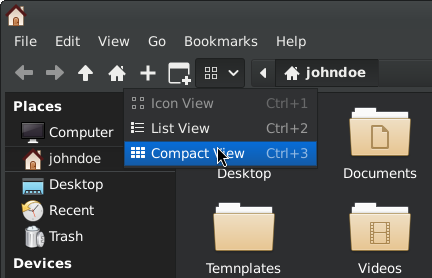 File Edit View Go Bookmarks Help
johndoe
Icon View Ctrl+1
List View Ctrl+2
Compact View Ctrl+3
Places
Computer
johndoe
Desktop
Recent
Trash
Devices
Desktop
Documents
Temnplates
Videos